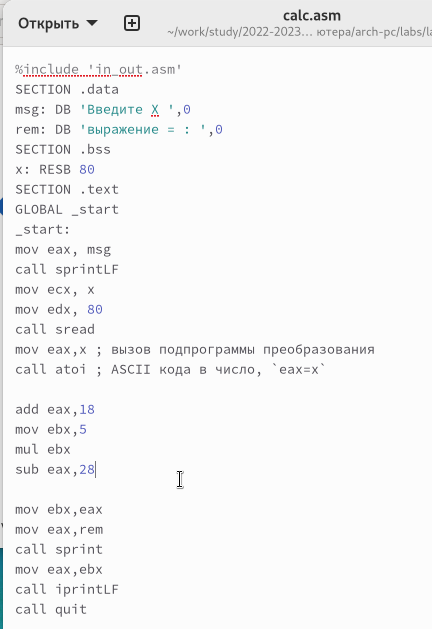 Открыть
calc.asm
~/work/study/2022-2023... ютера/arch-pc/labs/la
%include 'in_out.asm'
SECTION .data
msg: DB 'Введите X ',0
rem: DB 'выражение = : ',0
SECTION .bss
x: RESB 80
SECTION .text
GLOBAL _start
_start:
mov eax, msg
call sprintLF
mov ecx, x
mov edx, 80
call sread
mov eax,x ; вызов подпрограммы преобразования
call atoi ; ASCII кода в число, `eax=x`
add eax,18
mov ebx,5
mul ebx
sub eax,28
mov ebx,eax
mov eax,rem
call sprint
mov eax,ebx
call iprintLF
call quit